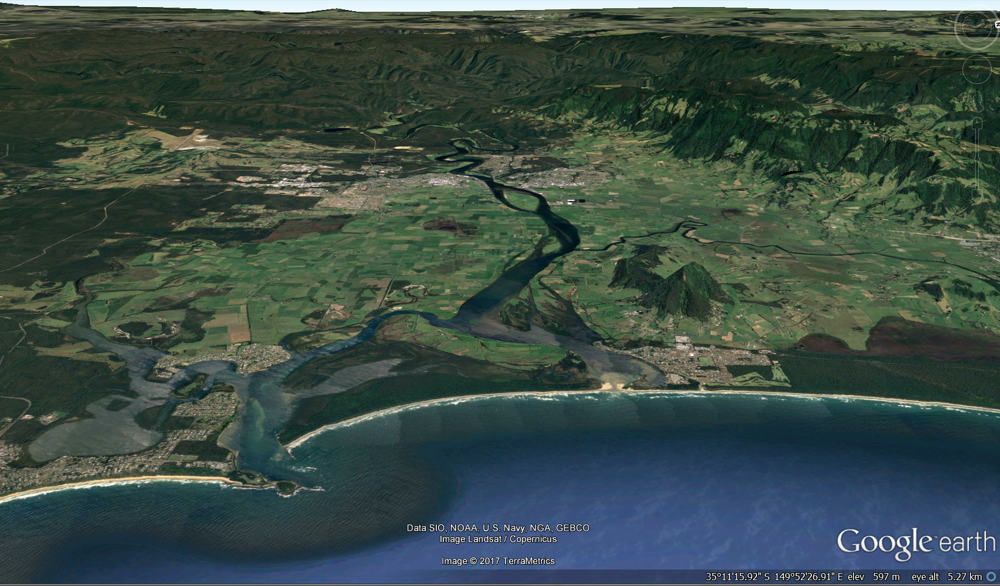 Data SIO, NOAA, U.S. Navy, NGA, GEBCO
Image Landsat / Copernicus
Image © 2017 TerraMetrics
Google™ earth
35°11'15.92" S 149°52'26.91" E elev 597 m eye alt 5.27 km